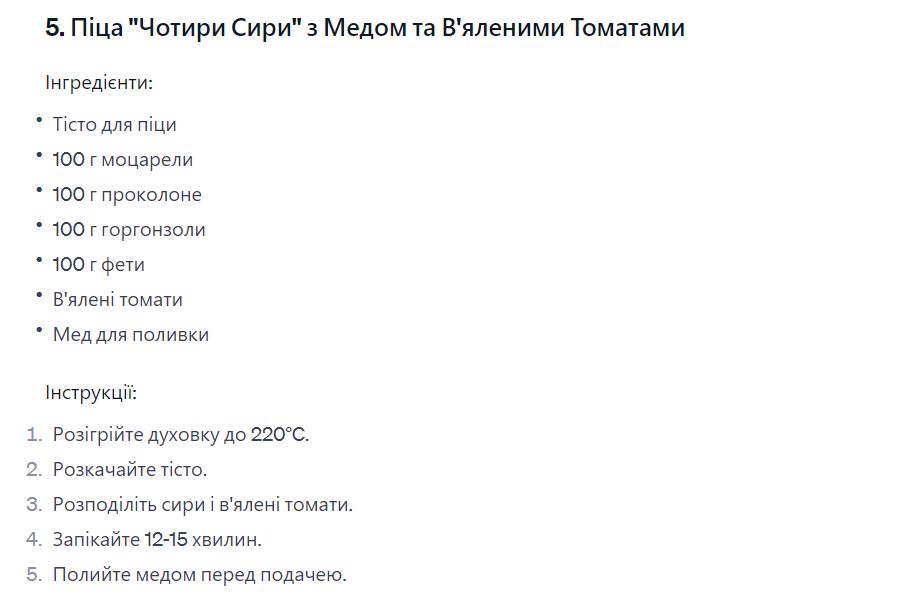 5. Піца "Чотири Сири" з Медом та В'яленими Томатами
Інгредієнти:
• Тісто для піци
• 100 г моцарели
• 100 г проколоне
• 100 г горгонзоли
• 100 г фети
• В'ялені томати
• Мед для поливки
Інструкції:
1. Розігрійте духовку до 220°C.
2. Розкачайте тісто.
3. Розподіліть сири і в'ялені томати.
4. Запікайте 12-15 хвилин.
5. Полийте медом перед подачею.